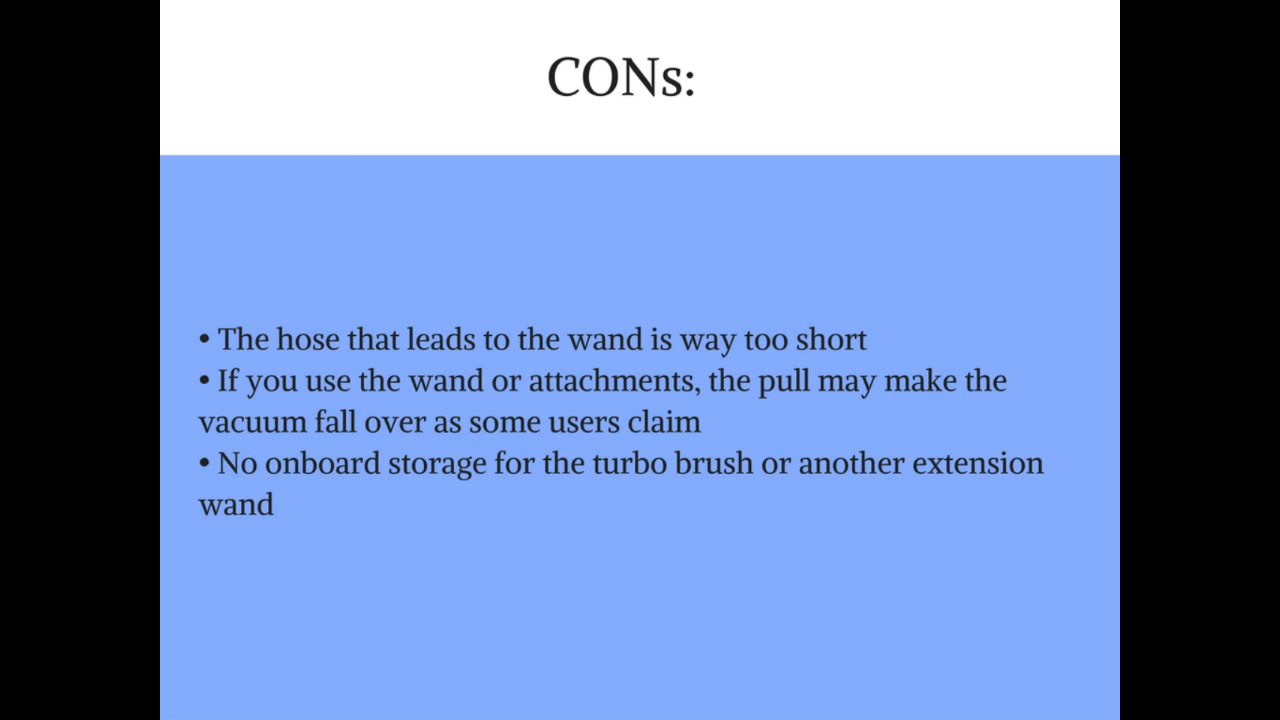 CONs:
• The hose that leads to the wand is way too short
• If you use the wand or attachments, the pull may make the
vacuum fall over as some users claim
• No onboard storage for the turbo brush or another extension
wand